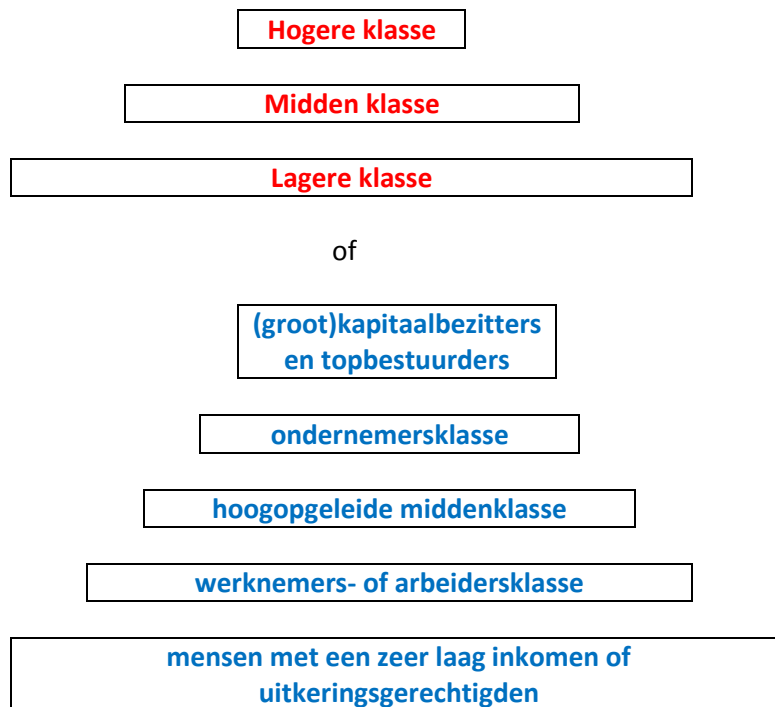 Hogere klasse
Midden klasse
Lagere klasse
of
(groot)kapitaalbezitters
en topbestuurders
ondernemersklasse
hoogopgeleide middenklasse
werknemers- of arbeidersklasse
mensen met een zeer laag inkomen of
uitkeringsgerechtigden